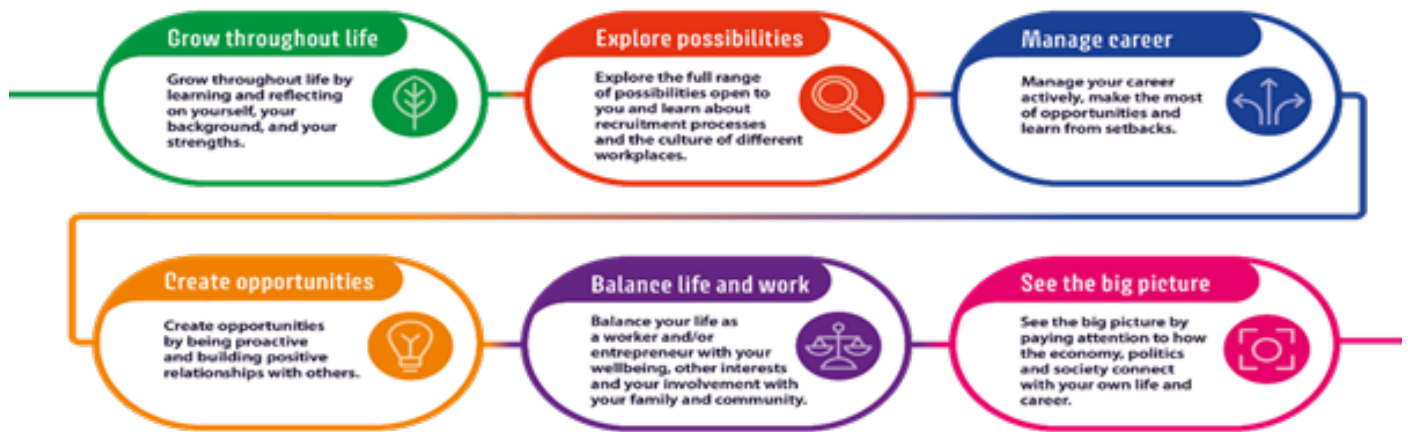 Grow throughout life
Grow throughout life by
learning and reflecting
on yourself, your
background, and your
strengths.
Explore possibilities
Explore the full range
of possibilities open to
you and learn about
recruitment processes
and the culture of different
workplaces.
Manage career
Manage your career
actively, make the most
of opportunities and
learn from setbacks.
Create opportunities
Create opportunities
by being proactive
and building positive
relationships with others.
Balance life and work
Balance your life as
a worker and/or
entrepreneur with your
wellbeing, other interests
and your involvement with
your family and community.
See the big picture
See the big picture by
paying attention to how
the economy, politics
and society connect
with your own life and
career.